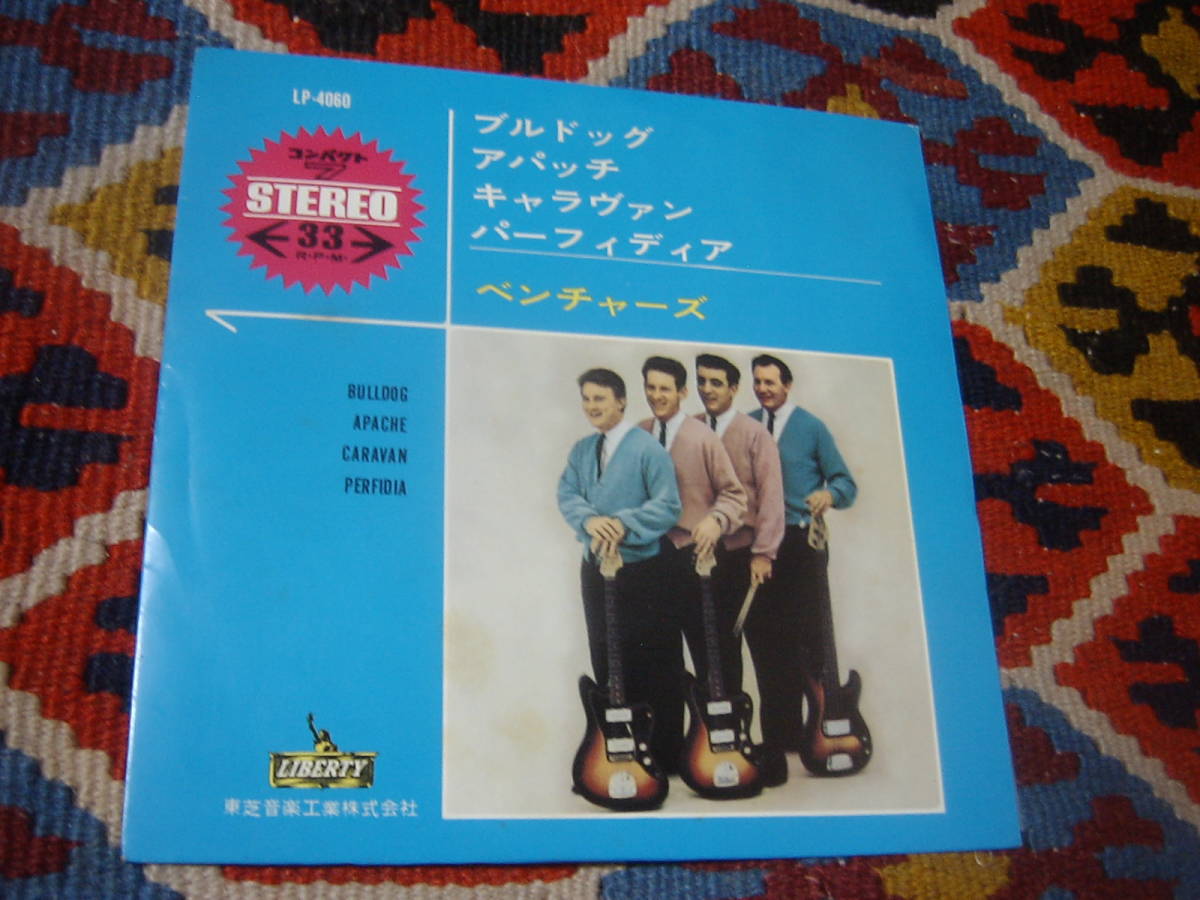 LP-4060
コンパクト
7
STEREO
33
R・P・M・
ブルドッグ
アパッチ
キャラヴァン
パーフィディア
ベンチャーズ
BULLDOG
APACHE
CARAVAN
PERFIDIA
LIBERTY
東芝音楽工業株式会社